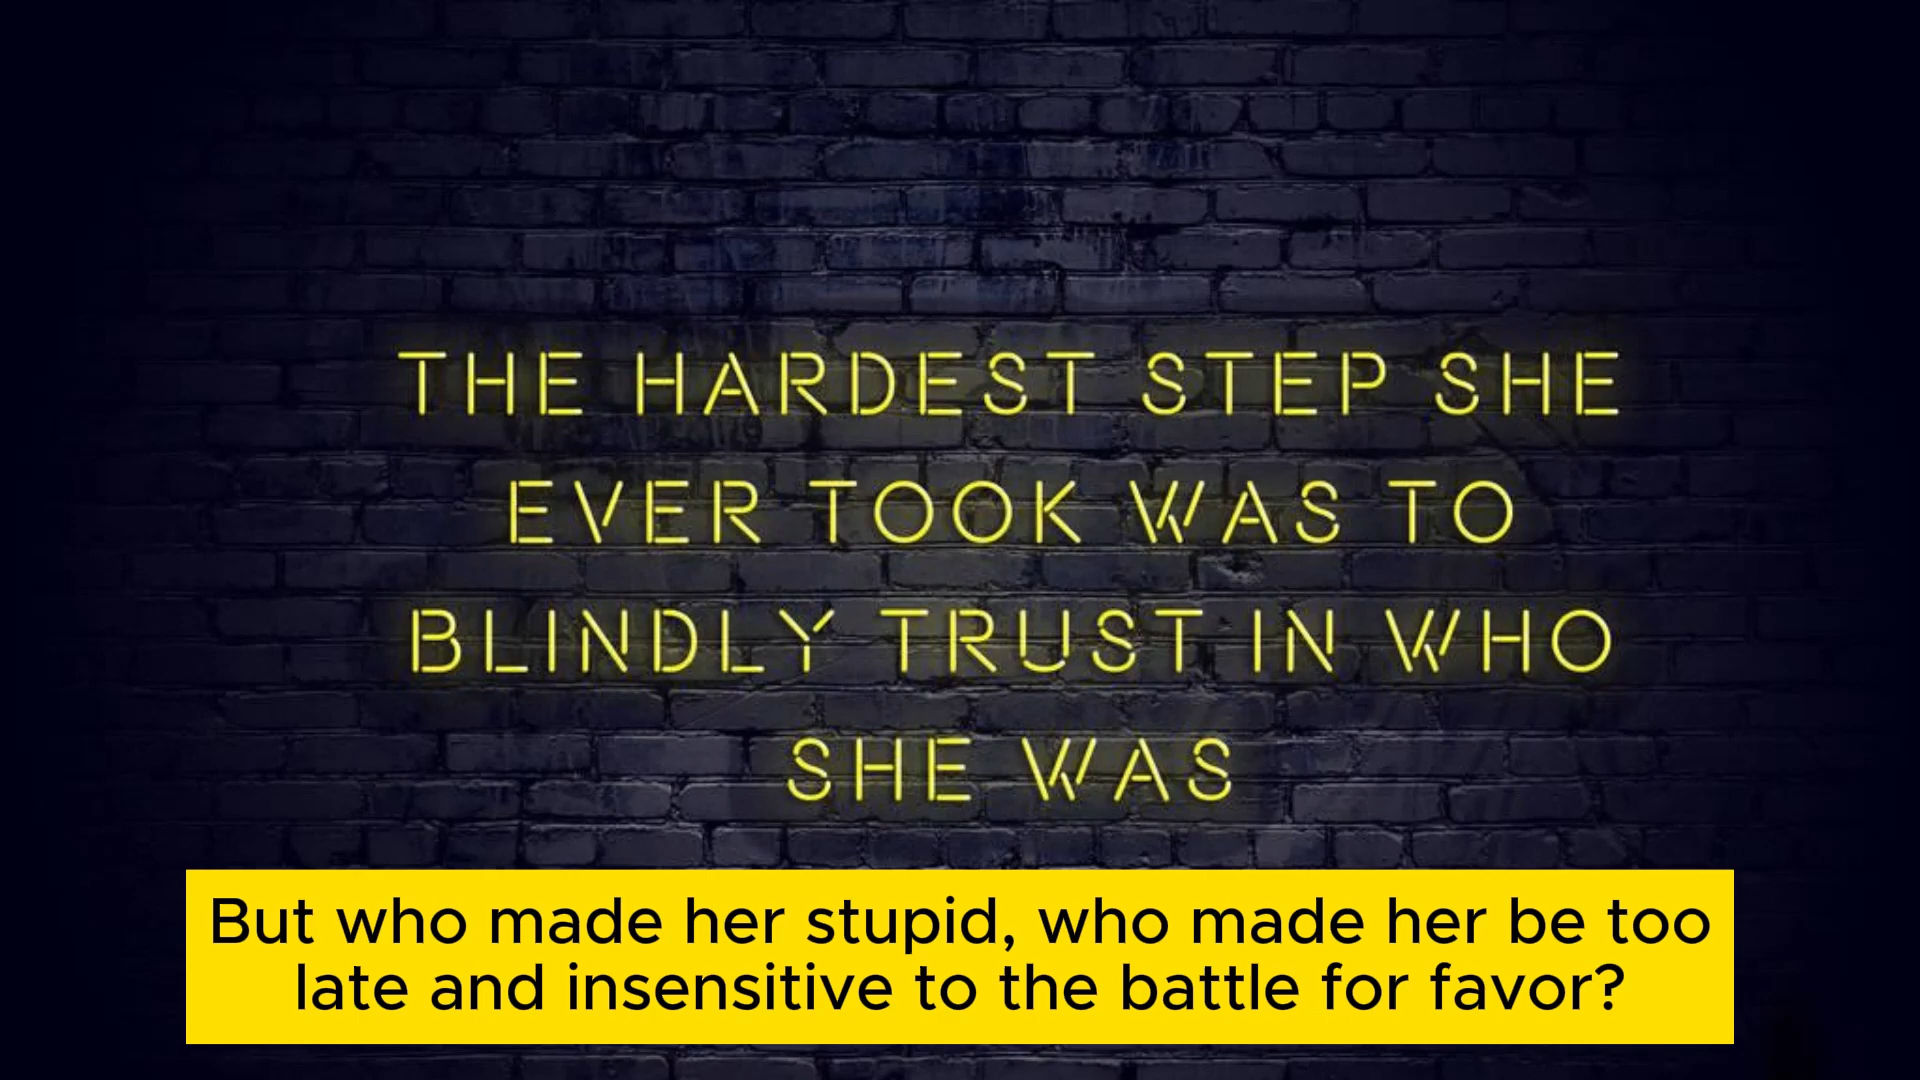 THE HARDEST STEP SHE
EVER TOOK WAS TO
BLINDLY TRUST IN WHO
SHE WAS
But who made her stupid, who made her be too
late and insensitive to the battle for favor?